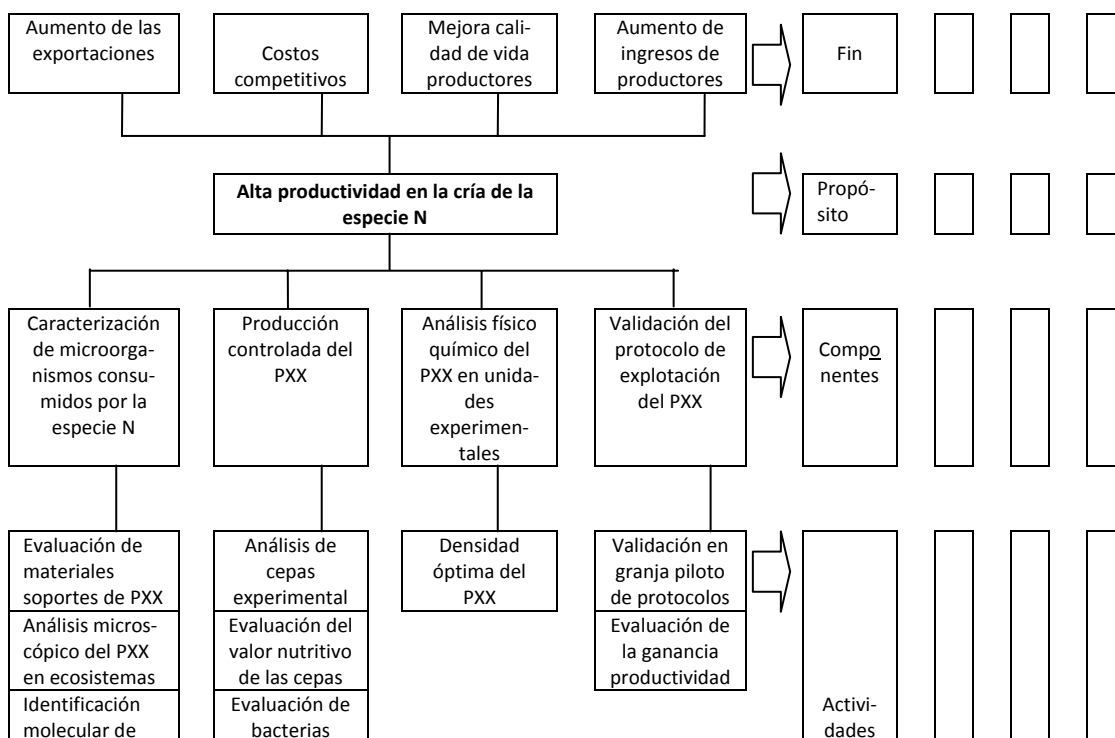 Aumento de las
exportaciones
Costos
competitivos
Mejora cali-
dad de vida
productores
Aumento de
ingresos de
productores
Fin
Alta productividad en la cría de la
especie N
Propó-
sito
Caracterización
de microorga-
nismos consu-
midos por la
especie N
Producción
controlada del
PXX
Análisis físico
químico del
PXX en unida-
des
experimen-
tales
Validación del
protocolo de
explotación
del PXX
Compo
nentes
Evaluación de
materiales
soportes de PXX
Análisis micros-
cópico del PXX
en ecosistemas
Identificación
molecular de
Análisis de
cepas
experimental
Evaluación del
valor nutritivo
de las cepas
Evaluación de
bacterias
Densidad
óptima del
PXX
Validación en
granja piloto
de protocolos
Evaluación de
la ganancia
productividad
Activi-
dades